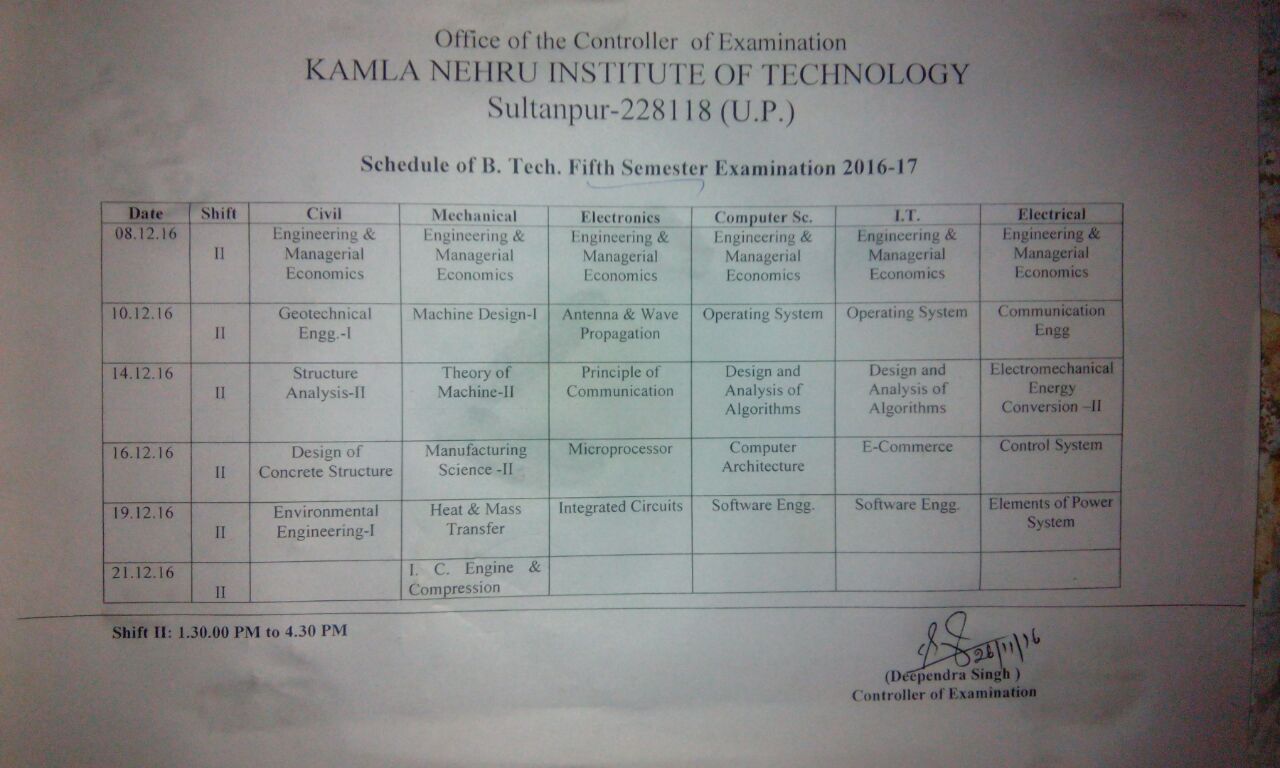 Office of the Controller of Examination
KAMLA NEHRU INSTITUTE OF TECHNOLOGY
Sultanpur-228118 (U.P.)
Schedule of B. Tech. Fifth Semester Examination 2016-17
Date Shift Civil Mechanical Electronics Computer Sc. I.T. Electrical
08.12.16 Engineering & Engineering & Engineering & Engineering & Engineering & Engineering &
II Managerial Managerial Managerial Managerial Managerial Managerial
Economics Economics Economics Economics Economics Economics
10.12.16 Geotechnical Machine Design-I Antenna & Wave Operating System Operating System Communication
II Engg.-I Propagation Engg
14.12.16 Structure Theory of Principle of Design and Design and Electromechanical
II Analysis-II Machine-II Communication Analysis of Analysis of Energy
Algorithms Algorithms Conversion –II
16.12.16 Design of Manufacturing Microprocessor Computer E-Commerce Control System
II Concrete Structure Science -II Architecture
19.12.16 Environmental Heat & Mass Integrated Circuits Software Engg. Software Engg. Elements of Power
II Engineering-I Transfer System
21.12.16 I. C. Engine &
II Compression
Shift II: 1.30.00 PM to 4.30 PM
26/11/16
(Deependra Singh )
Controller of Examination